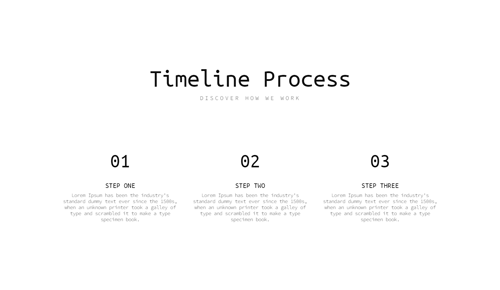 Timeline Process
DISCOVER HOW WE WORK
01
STEP ONE
Lorem Ipsum has been the industry's
standard dummy text ever since the 1500s,
when an unknown printer took a galley of
type and scrambled it to make a type
specimen book.
02
STEP TWO
Lorem Ipsum has been the industry's
standard dummy text ever since the 1500s,
when an unknown printer took a galley of
type and scrambled it to make a type
specimen book.
03
STEP THREE
Lorem Ipsum has been the industry's
standard dummy text ever since the 1500s,
when an unknown printer took a galley of
type and scrambled it to make a type
specimen book.